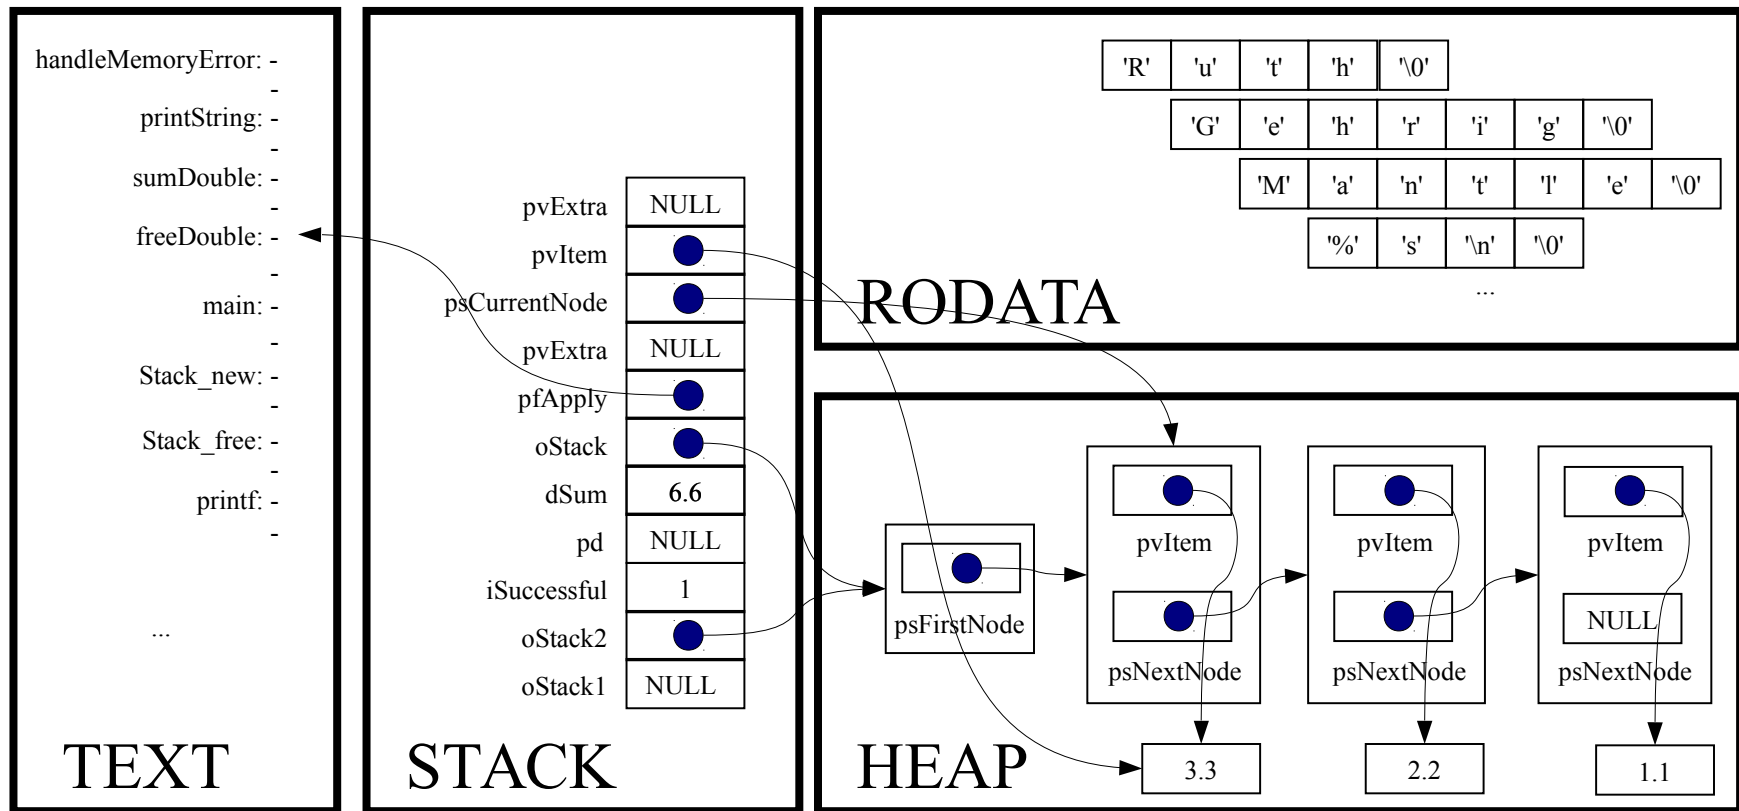 handleMemoryError: -
-
printString: -
-
sumDouble: -
-
freeDouble: -
-
main: -
-
Stack_new: -
-
Stack_free: -
-
printf: -
-
...
TEXT
pvExtra NULL
pvItem
psCurrentNode
pvExtra NULL
pfApply
oStack
dSum 6.6
pd NULL
iSuccessful 1
oStack2
oStack1 NULL
STACK
'R' 'u' 't' 'h' '\0'
'G' 'e' 'h' 'r' 'i' 'g' '\0'
'M' 'a' 'n' 't' 'l' 'e' '\0'
'%' 's' '\n' '\0'
...
RODATA
psFirstNode
pvItem pvItem pvItem
NULL
psNextNode psNextNode psNextNode
3.3 2.2 1.1
HEAP